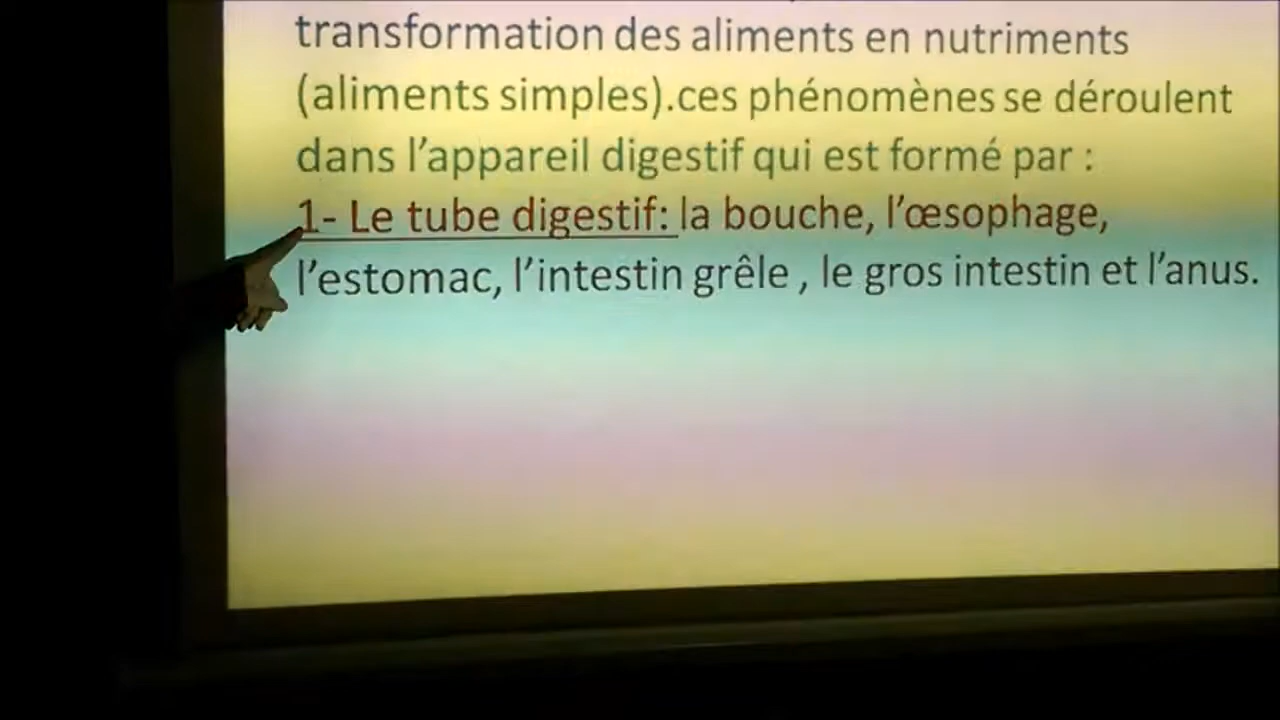 transformation des aliments en nutriments
(aliments simples).ces phénomènes se déroulent
dans l'appareil digestif qui est formé par :
1- Le tube digestif: la bouche, l'œsophage,
l'estomac, l'intestin grêle , le gros intestin et l'anus.